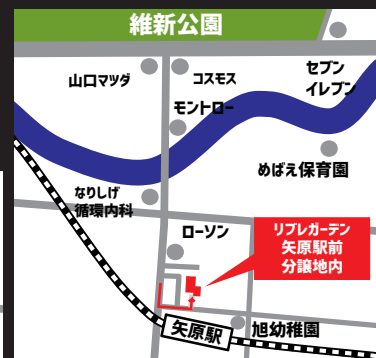 維新公園
山口マツダ
コスモス
セブン
イレブン
モントロー
めばえ保育園
なりしげ
循環内科
ローソン
リブレガーデン
矢原駅前
分譲地内
矢原駅
旭幼稚園